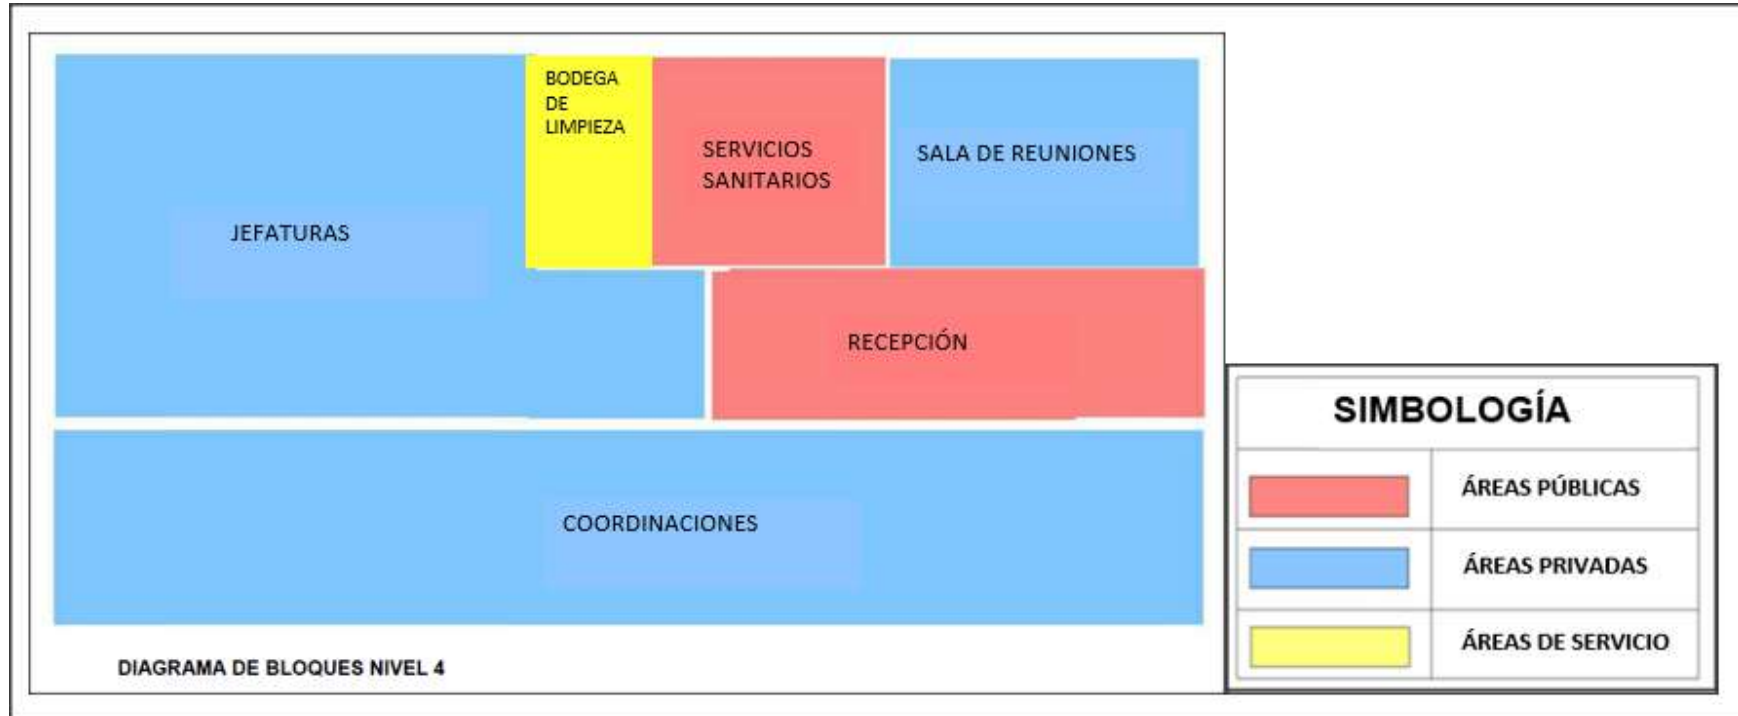 BODEGA
DE
LIMPIEZA
SERVICIOS
SANITARIOS
SALA DE REUNIONES
JEFATURAS
RECEPCIÓN
COORDINACIONES
DIAGRAMA DE BLOQUES NIVEL 4
SIMBOLOGÍA
ÁREAS PÚBLICAS
ÁREAS PRIVADAS
ÁREAS DE SERVICIO